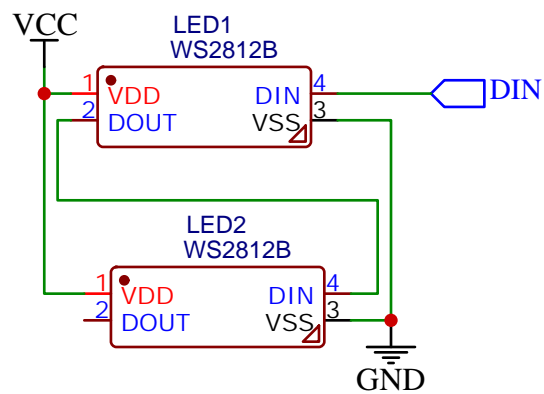 VCC
LED1
WS2812B
1 VDD DIN 4
2 DOUT VSS 3
DIN
LED2
WS2812B
1 VDD DIN 4
2 DOUT VSS 3
GND